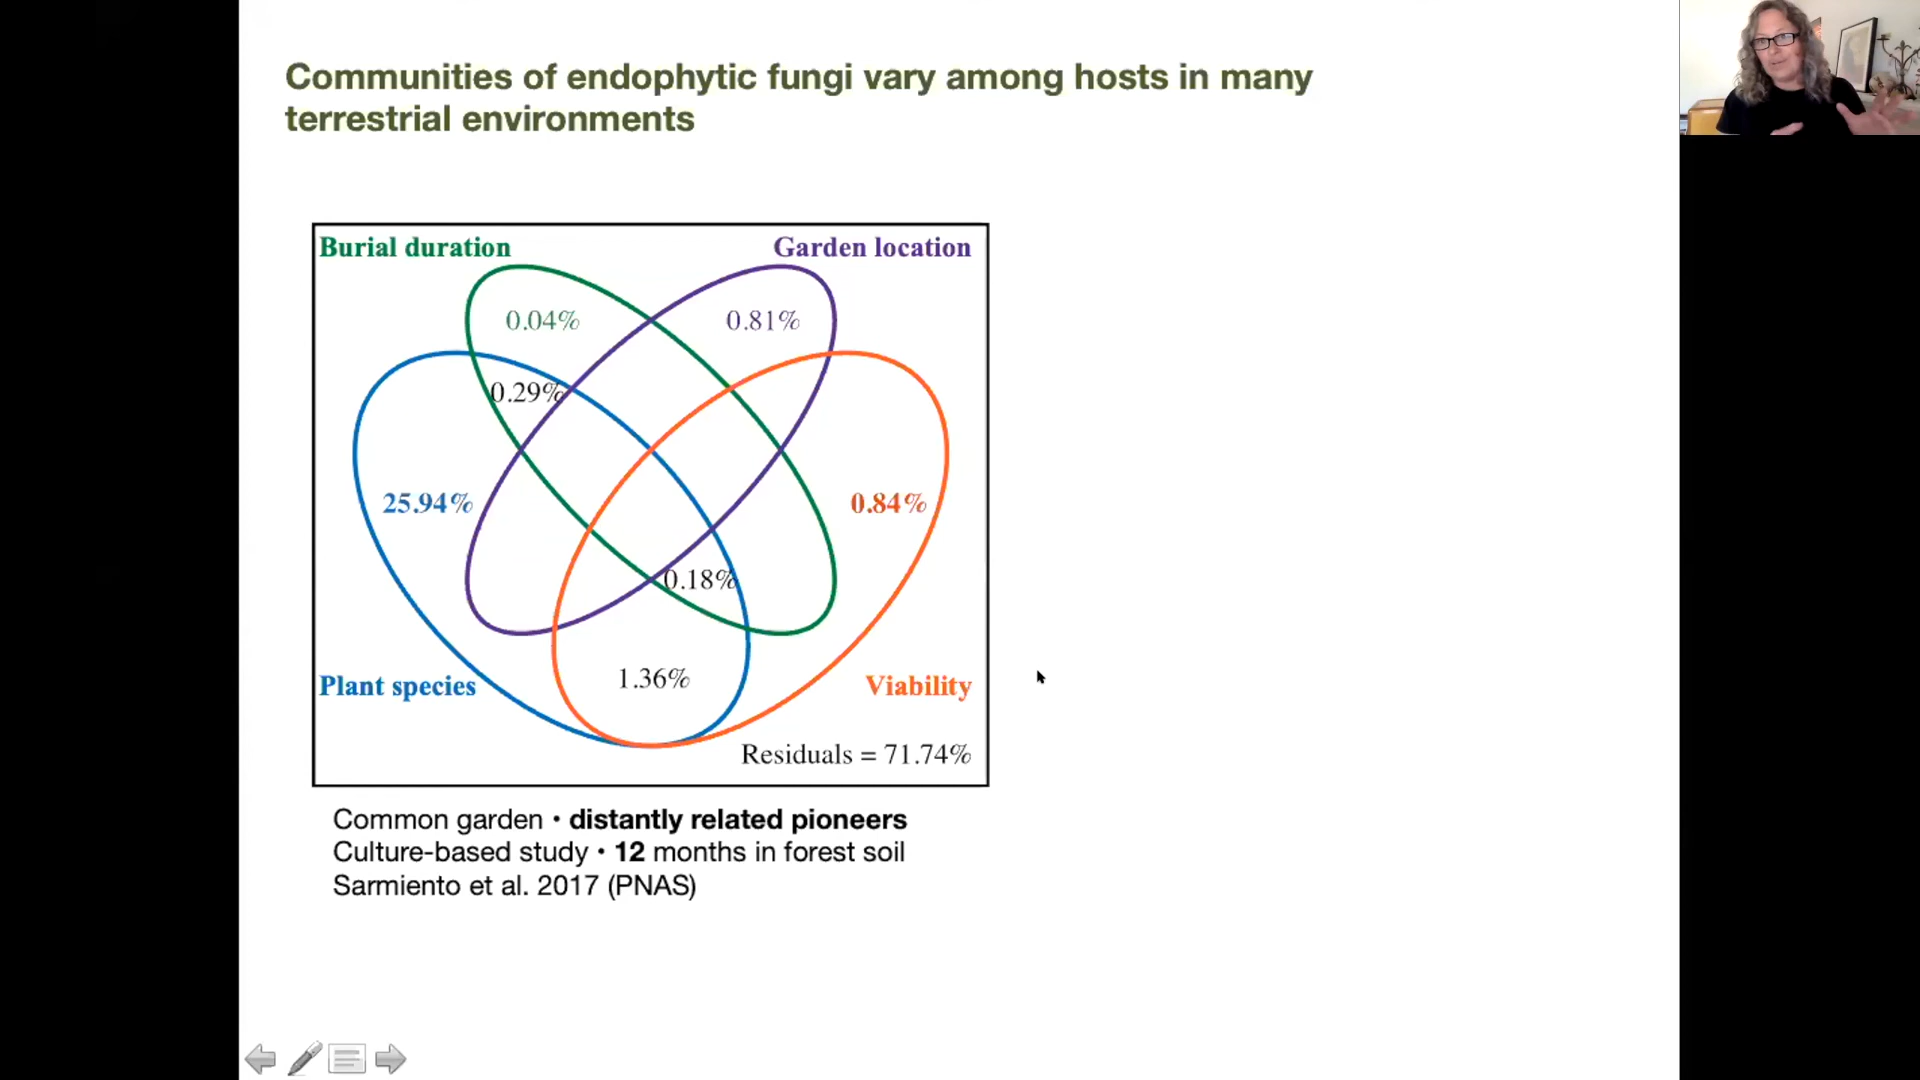 Communities of endophytic fungi vary among hosts in many
terrestrial environments
Burial duration
Garden location
0.04%
0.81%
0.29%
25.94%
0.84%
0.18%
1.36%
Plant species
Viability
Residuals = 71.74%
Common garden • distantly related pioneers
Culture-based study • 12 months in forest soil
Sarmiento et al. 2017 (PNAS)